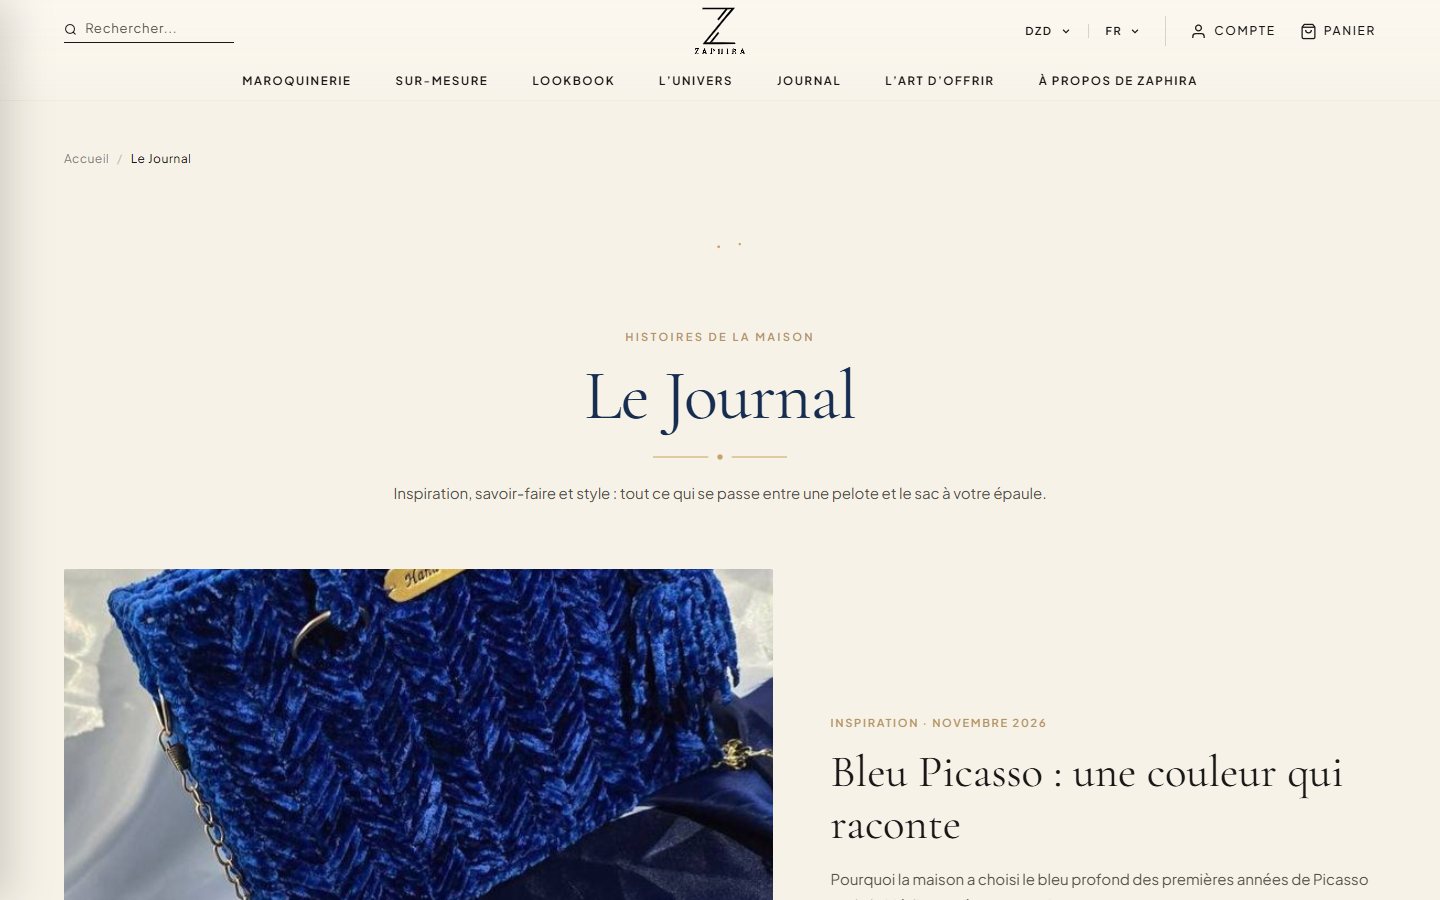 Rechercher...
ZAPHIRA
DZD
FR
COMPTE
PANIER
MAROQUINERIE
SUR-MESURE
LOOKBOOK
L’UNIVERS
JOURNAL
L’ART D’OFFRIR
À PROPOS DE ZAPHIRA
Accueil / Le Journal
HISTOIRES DE LA MAISON
Le Journal
Inspiration, savoir-faire et style : tout ce qui se passe entre une pelote et le sac à votre épaule.
INSPIRATION · NOVEMBRE 2026
Bleu Picasso : une couleur qui
raconte
Pourquoi la maison a choisi le bleu profond des premières années de Picasso